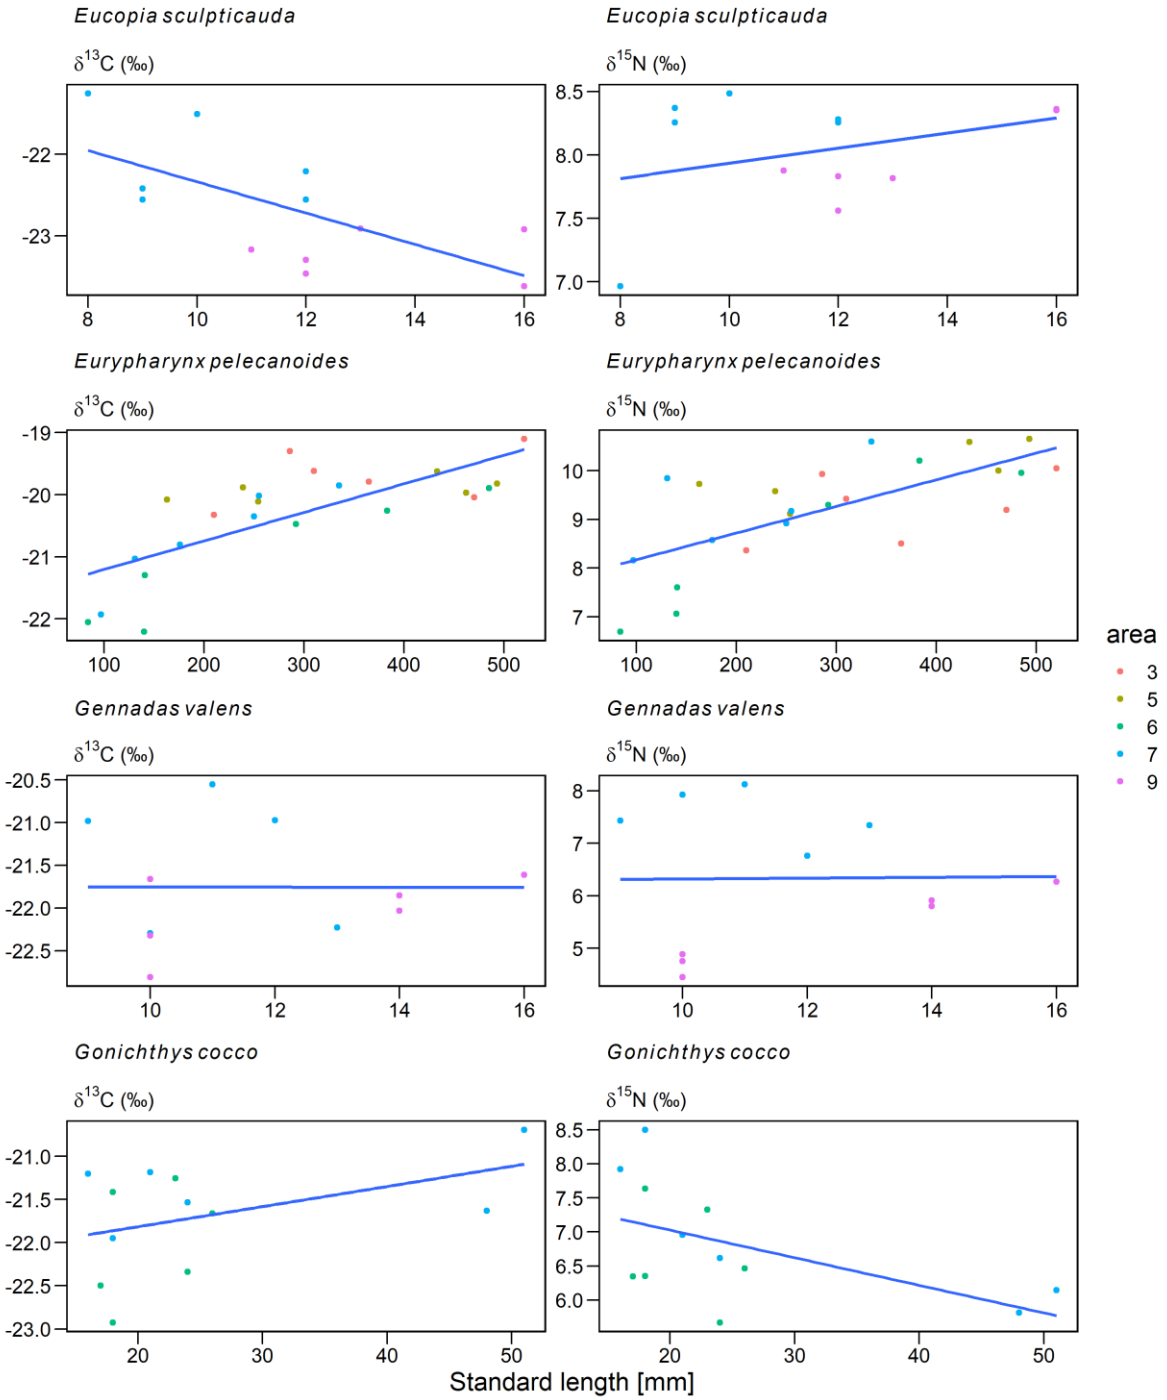 Eucopia sculpticauda
Eucopia sculpticauda
δ¹³C (‰)
δ¹⁵N (‰)
-22
-23
8.5
8.0
7.5
7.0
8 10 12 14 16
8 10 12 14 16
Eurypharynx pelecanoides
Eurypharynx pelecanoides
δ¹³C (‰)
δ¹⁵N (‰)
-19
-20
-21
-22
10
9
8
7
100 200 300 400 500
100 200 300 400 500
area
3
5
6
7
9
Gennadas valens
Gennadas valens
δ¹³C (‰)
δ¹⁵N (‰)
-20.5
-21.0
-21.5
-22.0
-22.5
8
7
6
5
10 12 14 16
10 12 14 16
Gonichthys cocco
Gonichthys cocco
δ¹³C (‰)
δ¹⁵N (‰)
-21.0
-21.5
-22.0
-22.5
-23.0
8.5
8.0
7.5
7.0
6.5
6.0
20 30 40 50
20 30 40 50
Standard length [mm]